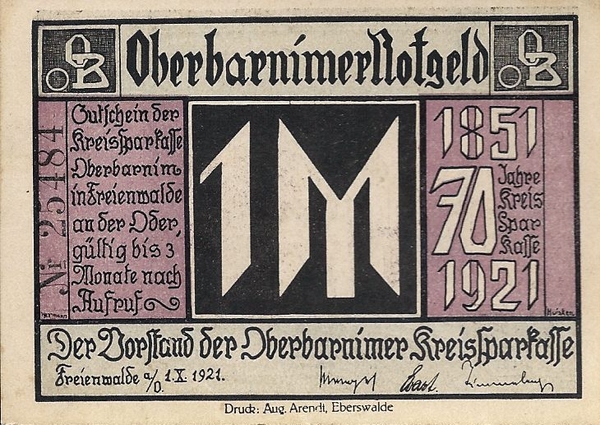 OB
Oberbarnimer Notgeld
OB
№ 25484
Gutschein der
Kreissparkasse
Oberbarnim
in Freienwalde
an der Oder,
gültig bis 3
Monate nach
Aufruf
1M
1851
70
Jahre
Kreis
Spar
Kasse
1921
Der Vorstand der Oberbarnimer Kreissparkasse
Freienwalde a/O. 1.X.1921.
Druck: Aug. Arendt, Eberswalde